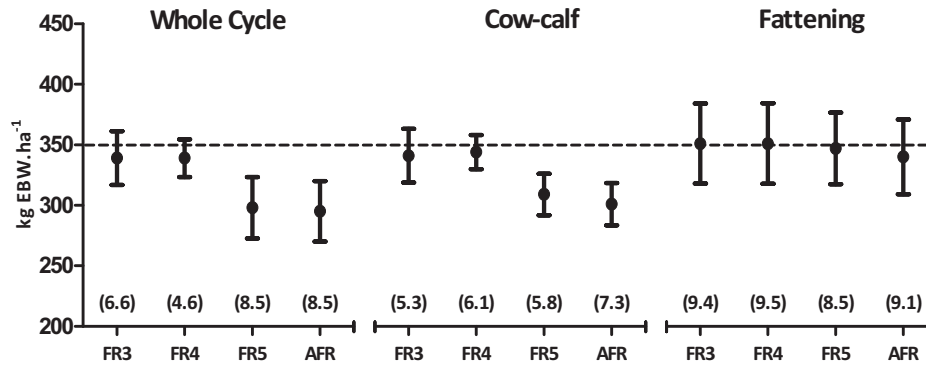 Whole Cycle Cow-calf Fattening
450
400
350
300
250
200
kg EBW.ha⁻¹
(6.6) (4.6) (8.5) (8.5) (5.3) (6.1) (5.8) (7.3) (9.4) (9.5) (8.5) (9.1)
FR3 FR4 FR5 AFR FR3 FR4 FR5 AFR FR3 FR4 FR5 AFR